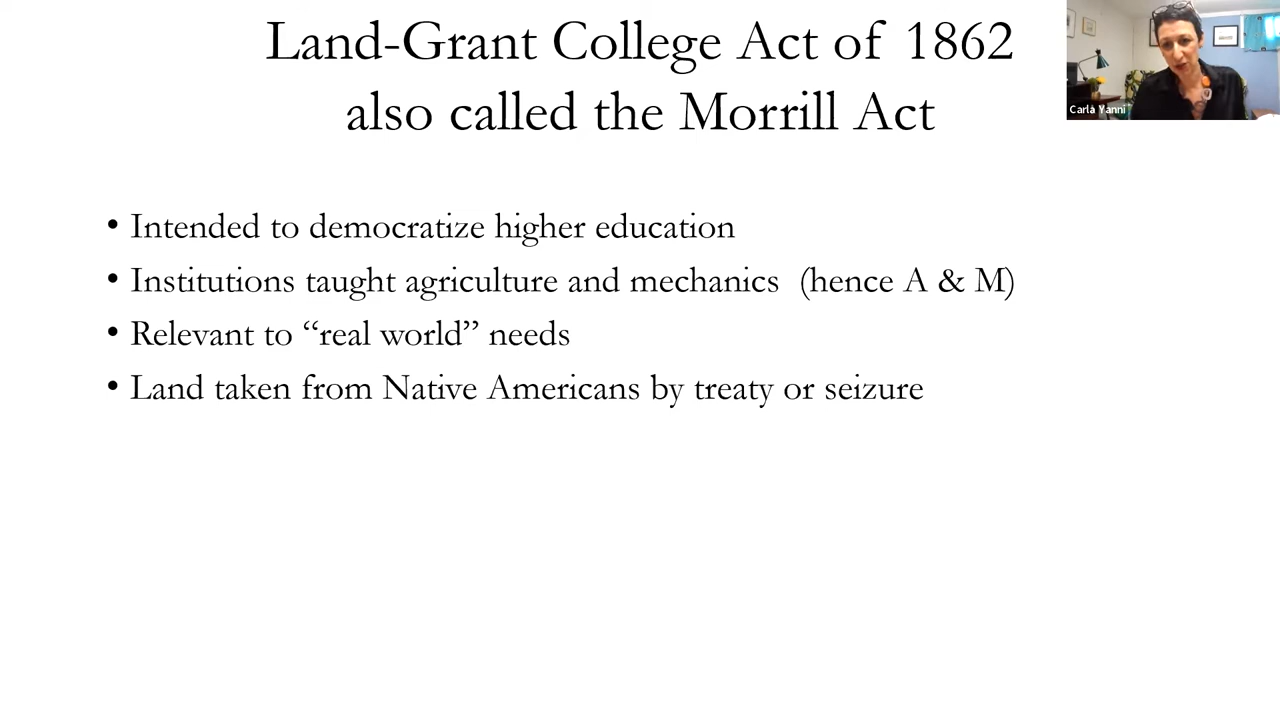 Land-Grant College Act of 1862
also called the Morrill Act
Carla Yanni
• Intended to democratize higher education
• Institutions taught agriculture and mechanics (hence A & M)
• Relevant to “real world” needs
• Land taken from Native Americans by treaty or seizure